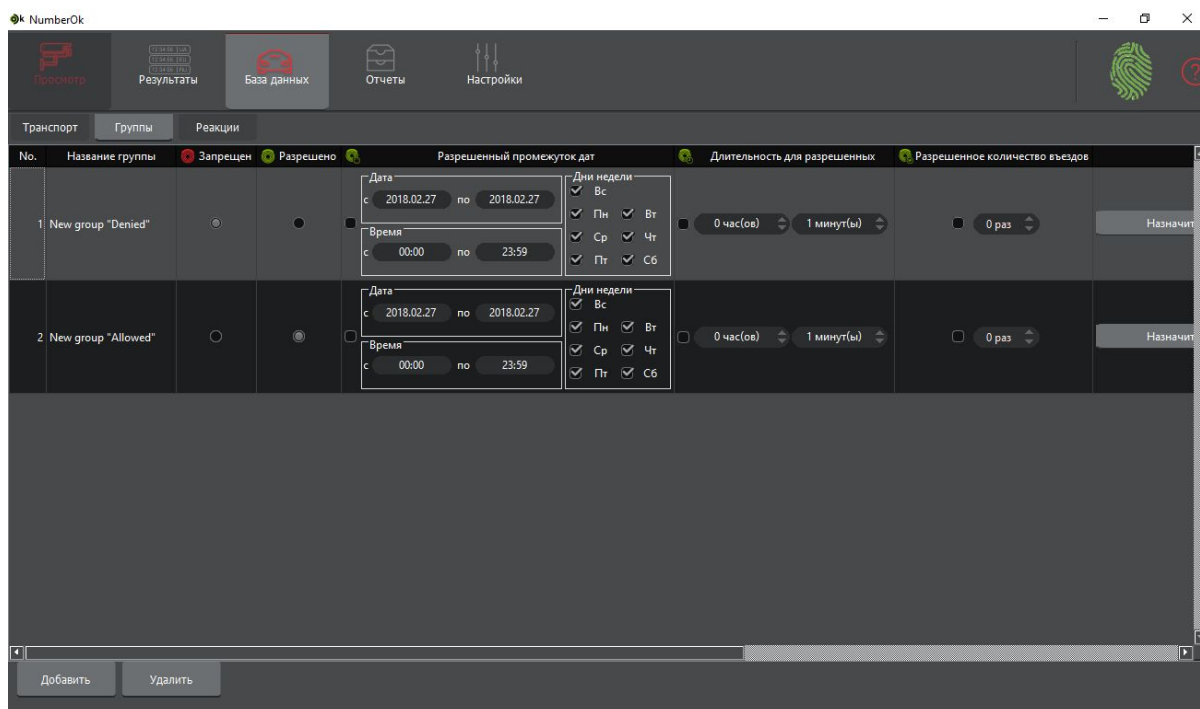 NumberOk
Просмотр Результаты База данных Отчеты Настройки
Транспорт Группы Реакции
No. Название группы Запрещен Разрешено Разрешенный промежуток дат Длительность для разрешенных Разрешенное количество въездов
Дата Дни недели
Вс
с 2018.02.27 по 2018.02.27
Пн Вт
1 New group "Denied" 0 час(ов) 1 минут(ы) 0 раз Назначит
Время
Ср Чт
с 00:00 по 23:59
Пт Сб
Дата Дни недели
Вс
с 2018.02.27 по 2018.02.27
Пн Вт
2 New group "Allowed" 0 час(ов) 1 минут(ы) 0 раз Назначит
Время
Ср Чт
с 00:00 по 23:59
Пт Сб
Добавить Удалить